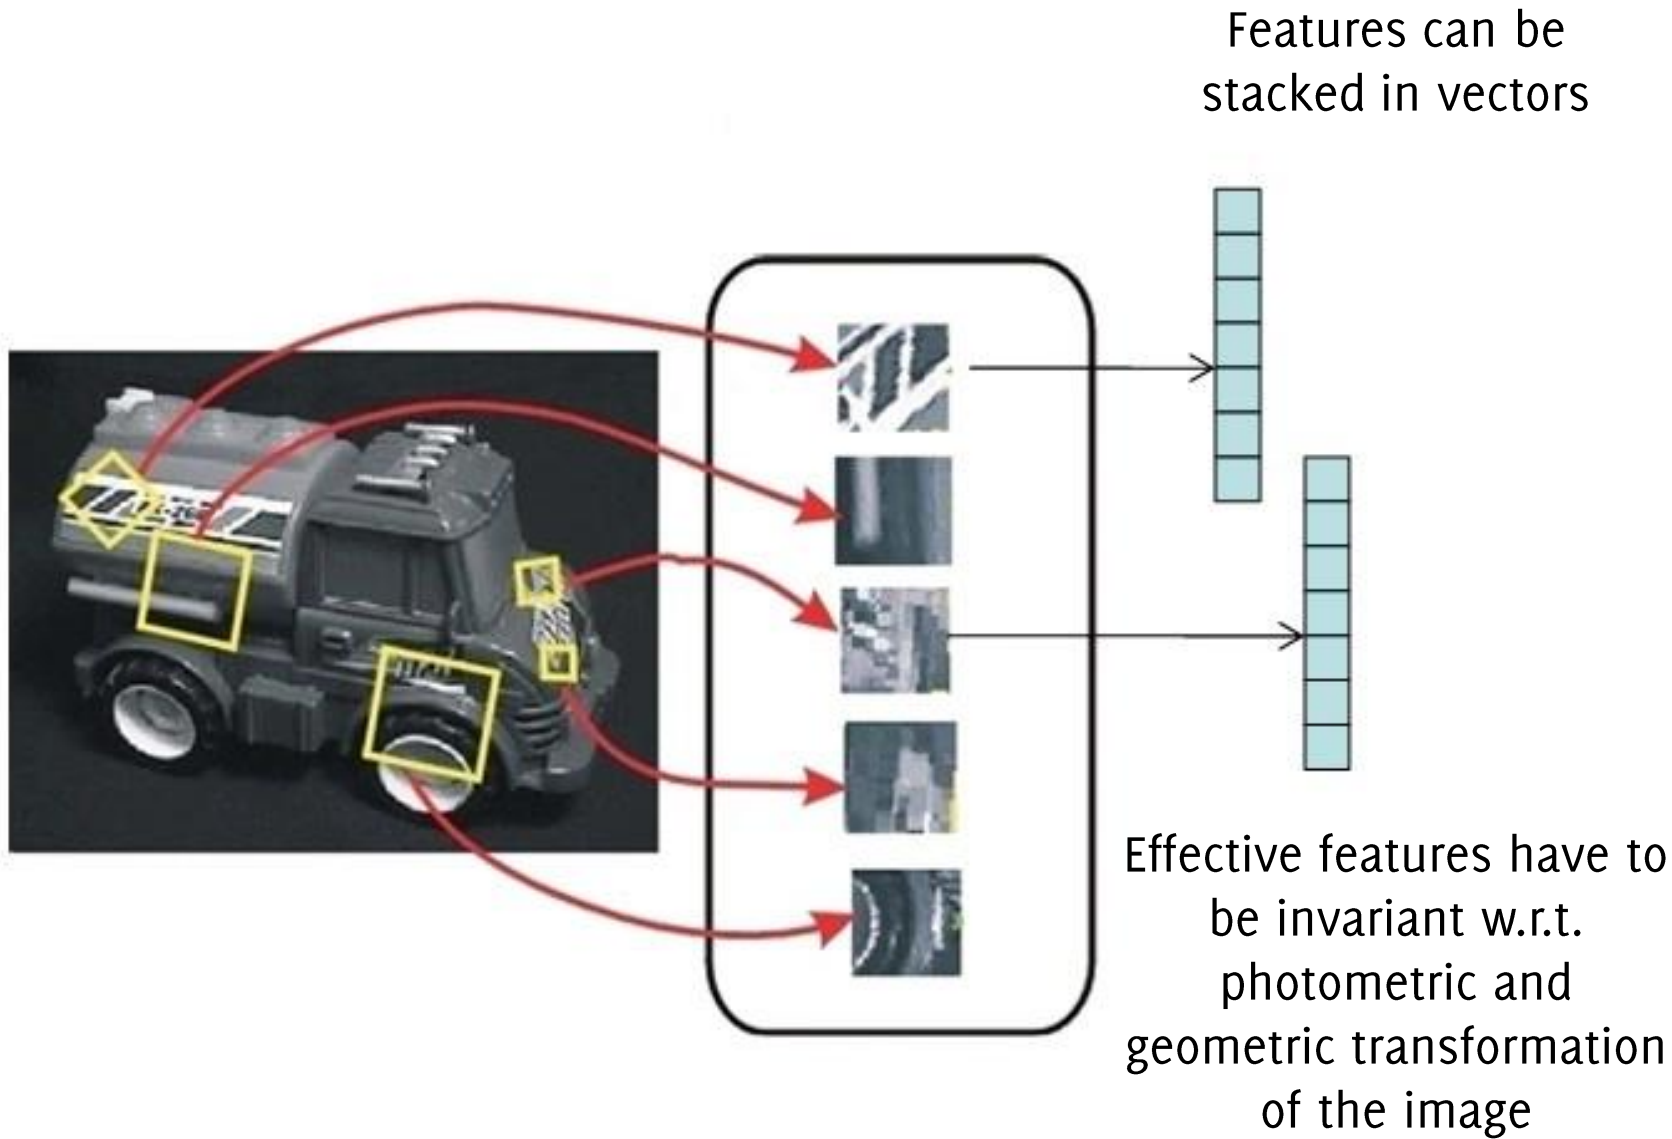 Features can be
stacked in vectors
Effective features have to
be invariant w.r.t.
photometric and
geometric transformation
of the image